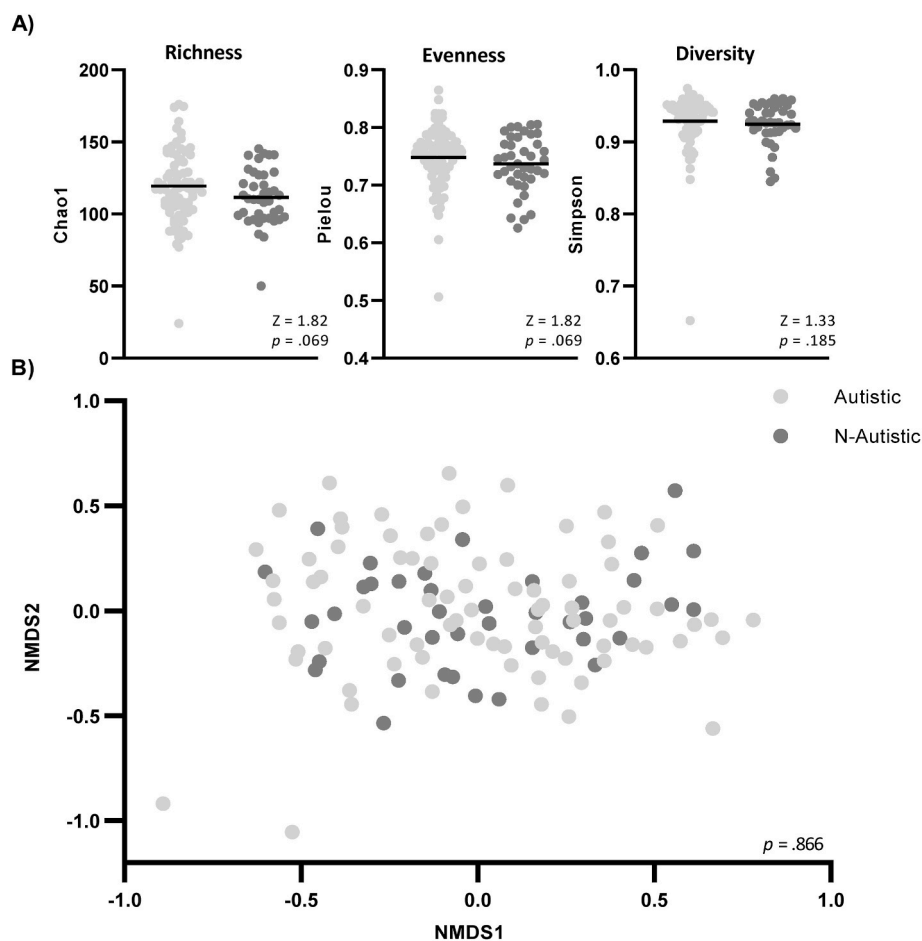 A)
Richness
Evenness
Diversity
200
150
100
50
0
Chao1
Z = 1.82
p = .069
0.9
0.8
0.7
0.6
0.5
0.4
Pielou
Z = 1.82
p = .069
1.0
0.9
0.8
0.7
0.6
Simpson
Z = 1.33
p = .185
B)
Autistic
N-Autistic
1.0
0.5
0.0
-0.5
-1.0
NMDS2
p = .866
-1.0
-0.5
0.0
0.5
1.0
NMDS1